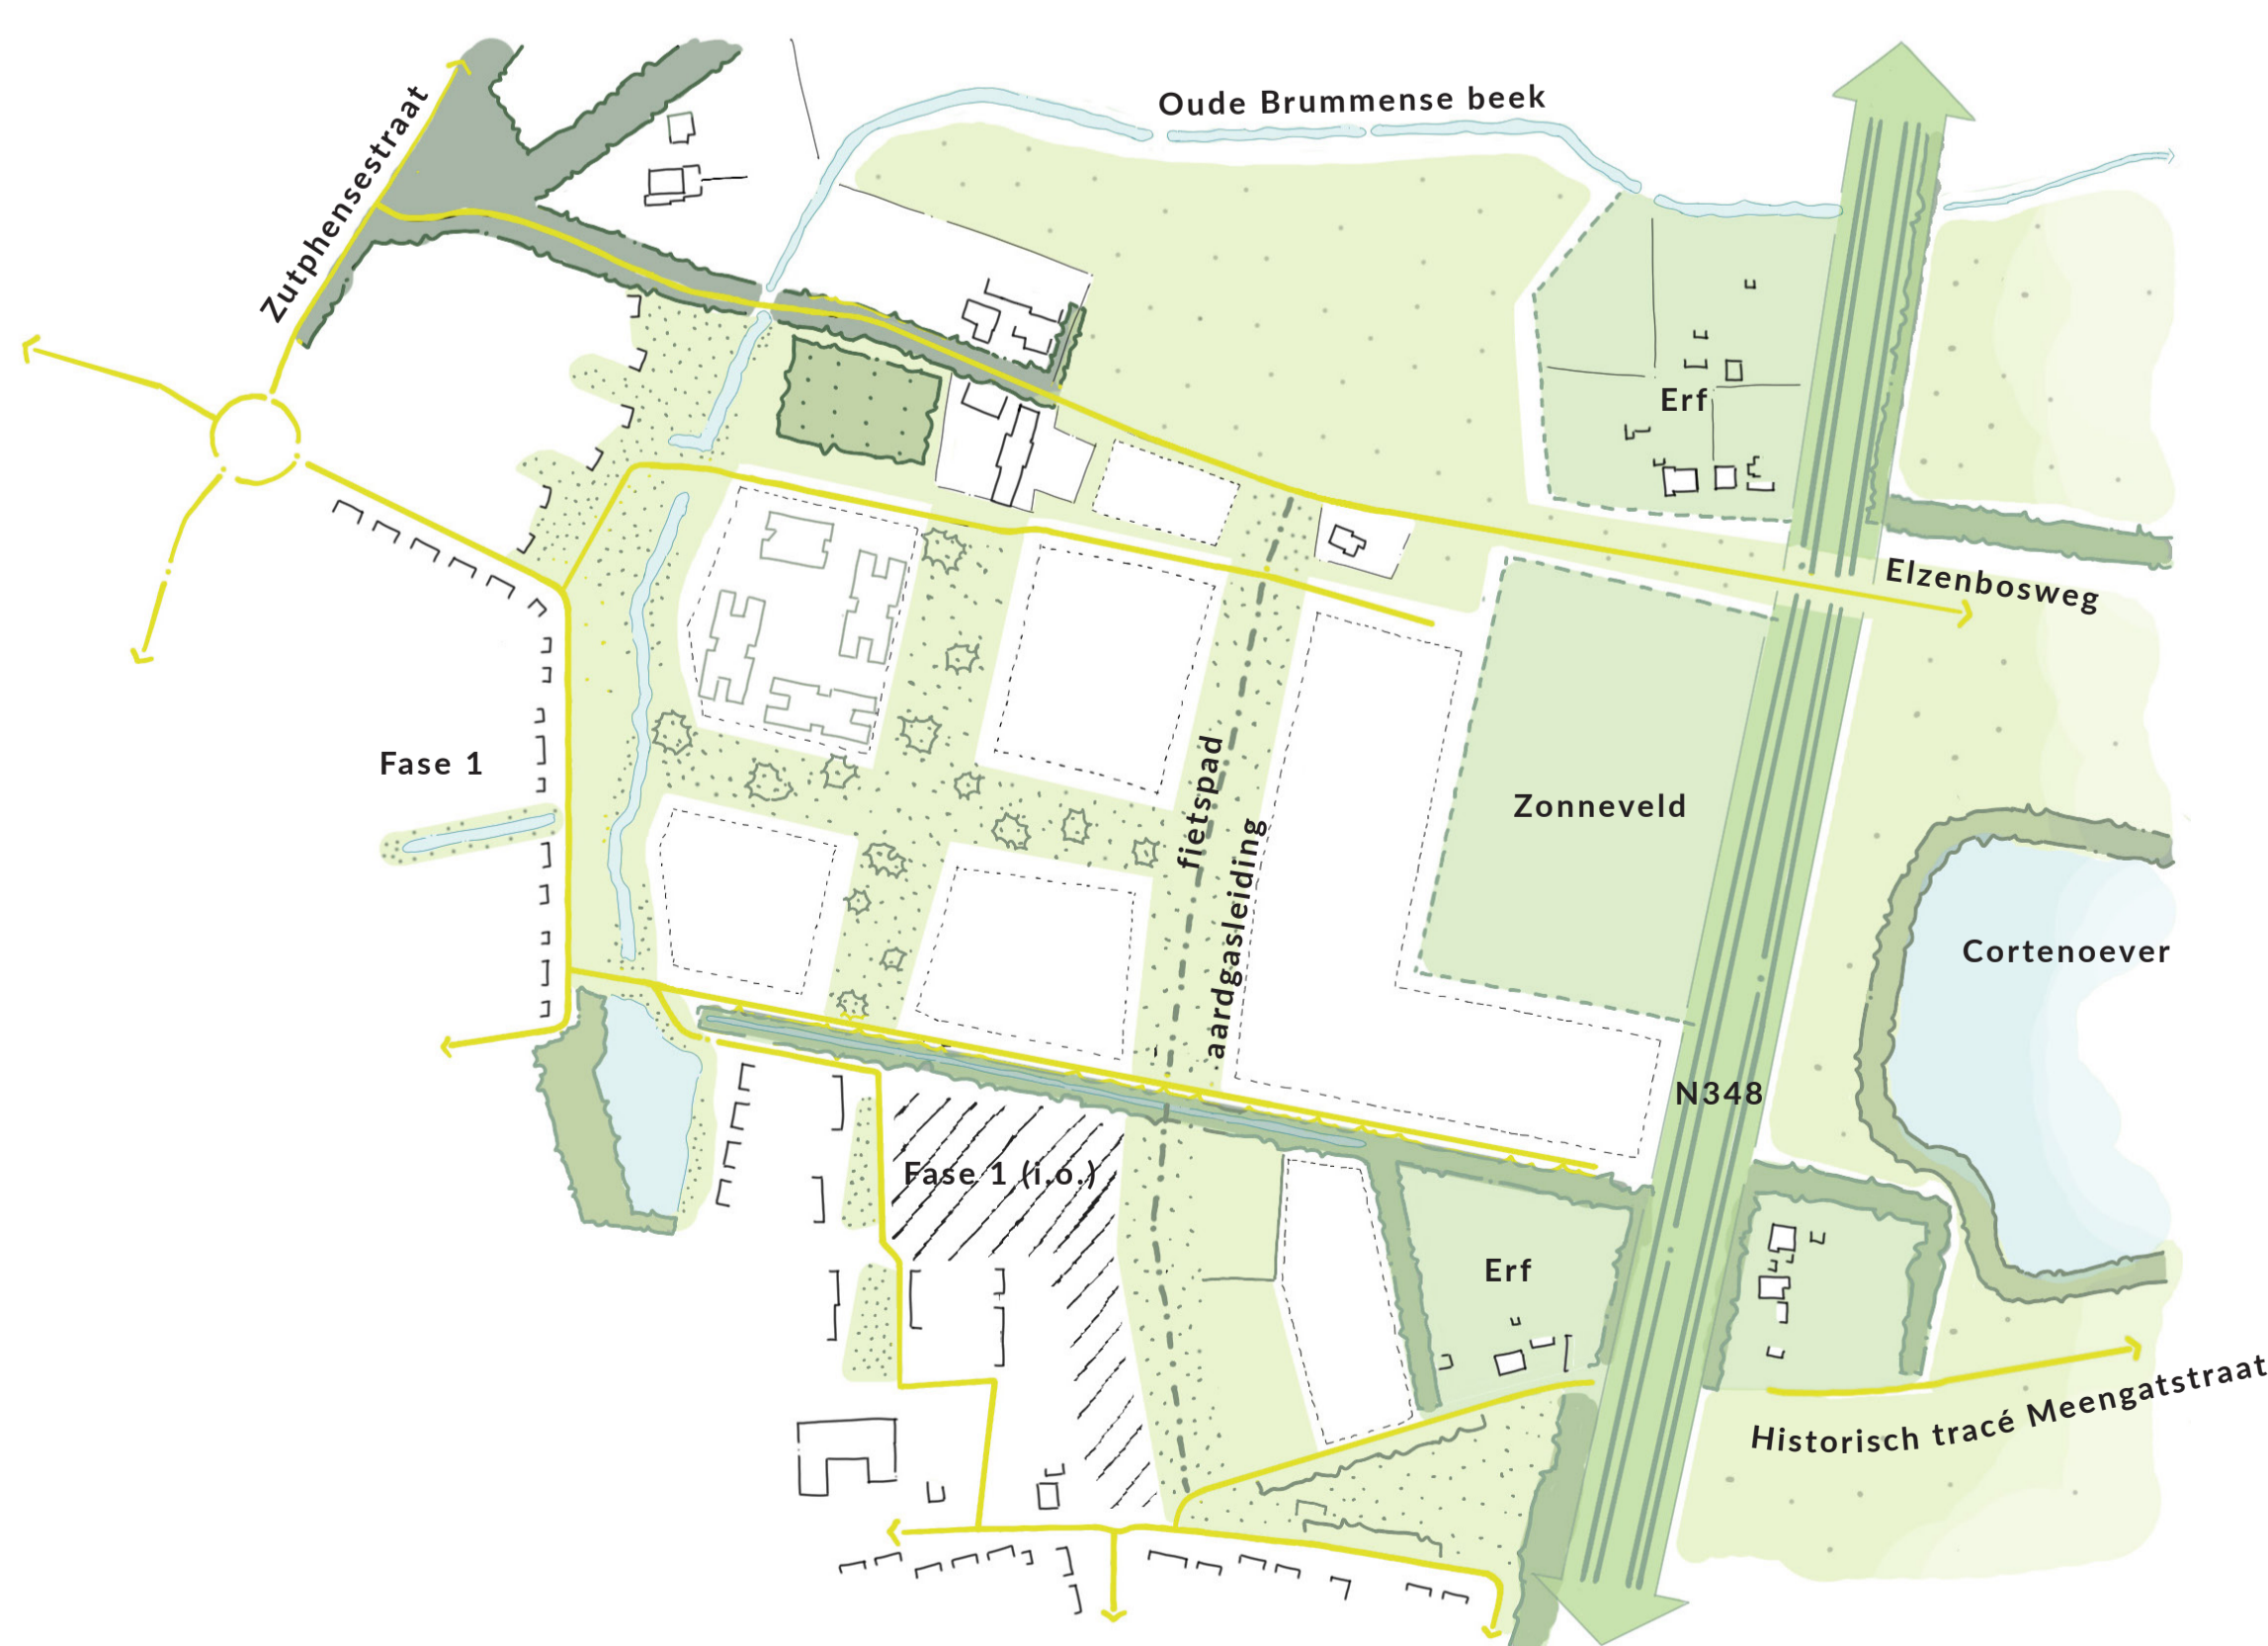 Oude Brummense beek
Zutphensestraat
Erf
Elzenbosweg
Fase 1
fietspad
aardgasleiding
Zonneveld
Cortenoever
N348
Fase 1 (i.o.)
Erf
Historisch tracé Meengatstraat